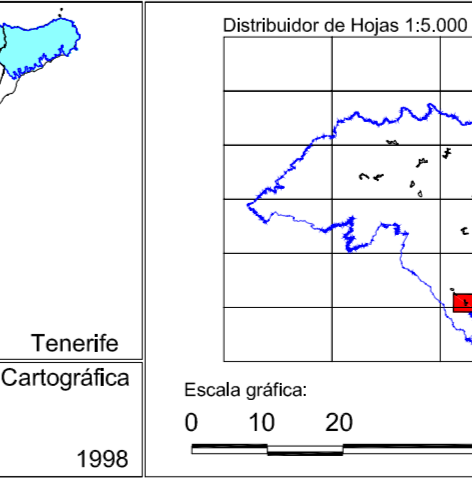 Distribuidor de Hojas 1:5.000
Tenerife
Cartográfica
1998
Escala gráfica:
0 10 20